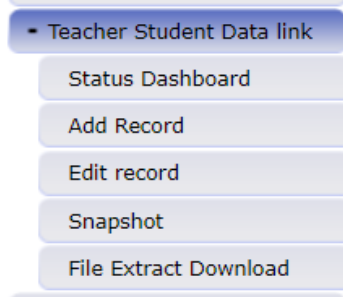 - Teacher Student Data link
Status Dashboard
Add Record
Edit record
Snapshot
File Extract Download